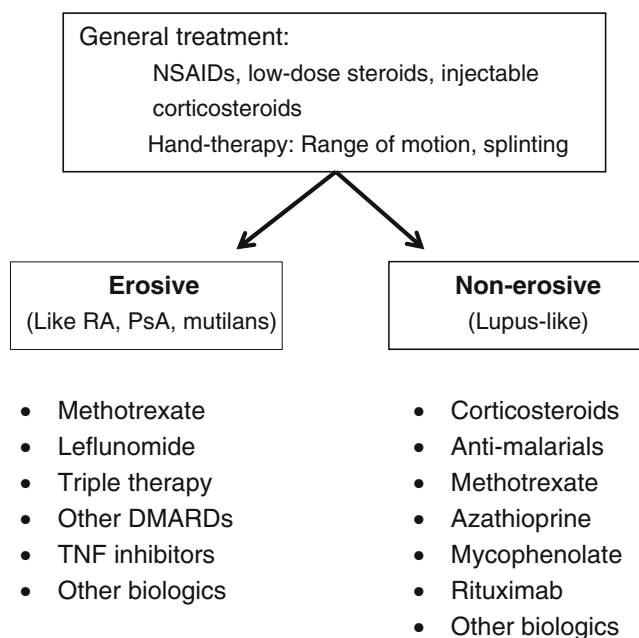 General treatment:
NSAIDs, low-dose steroids, injectable
corticosteroids
Hand-therapy: Range of motion, splinting
Erosive
(Like RA, PsA, mutilans)
• Methotrexate
• Leflunomide
• Triple therapy
• Other DMARDs
• TNF inhibitors
• Other biologics
Non-erosive
(Lupus-like)
• Corticosteroids
• Anti-malarials
• Methotrexate
• Azathioprine
• Mycophenolate
• Rituximab
• Other biologics